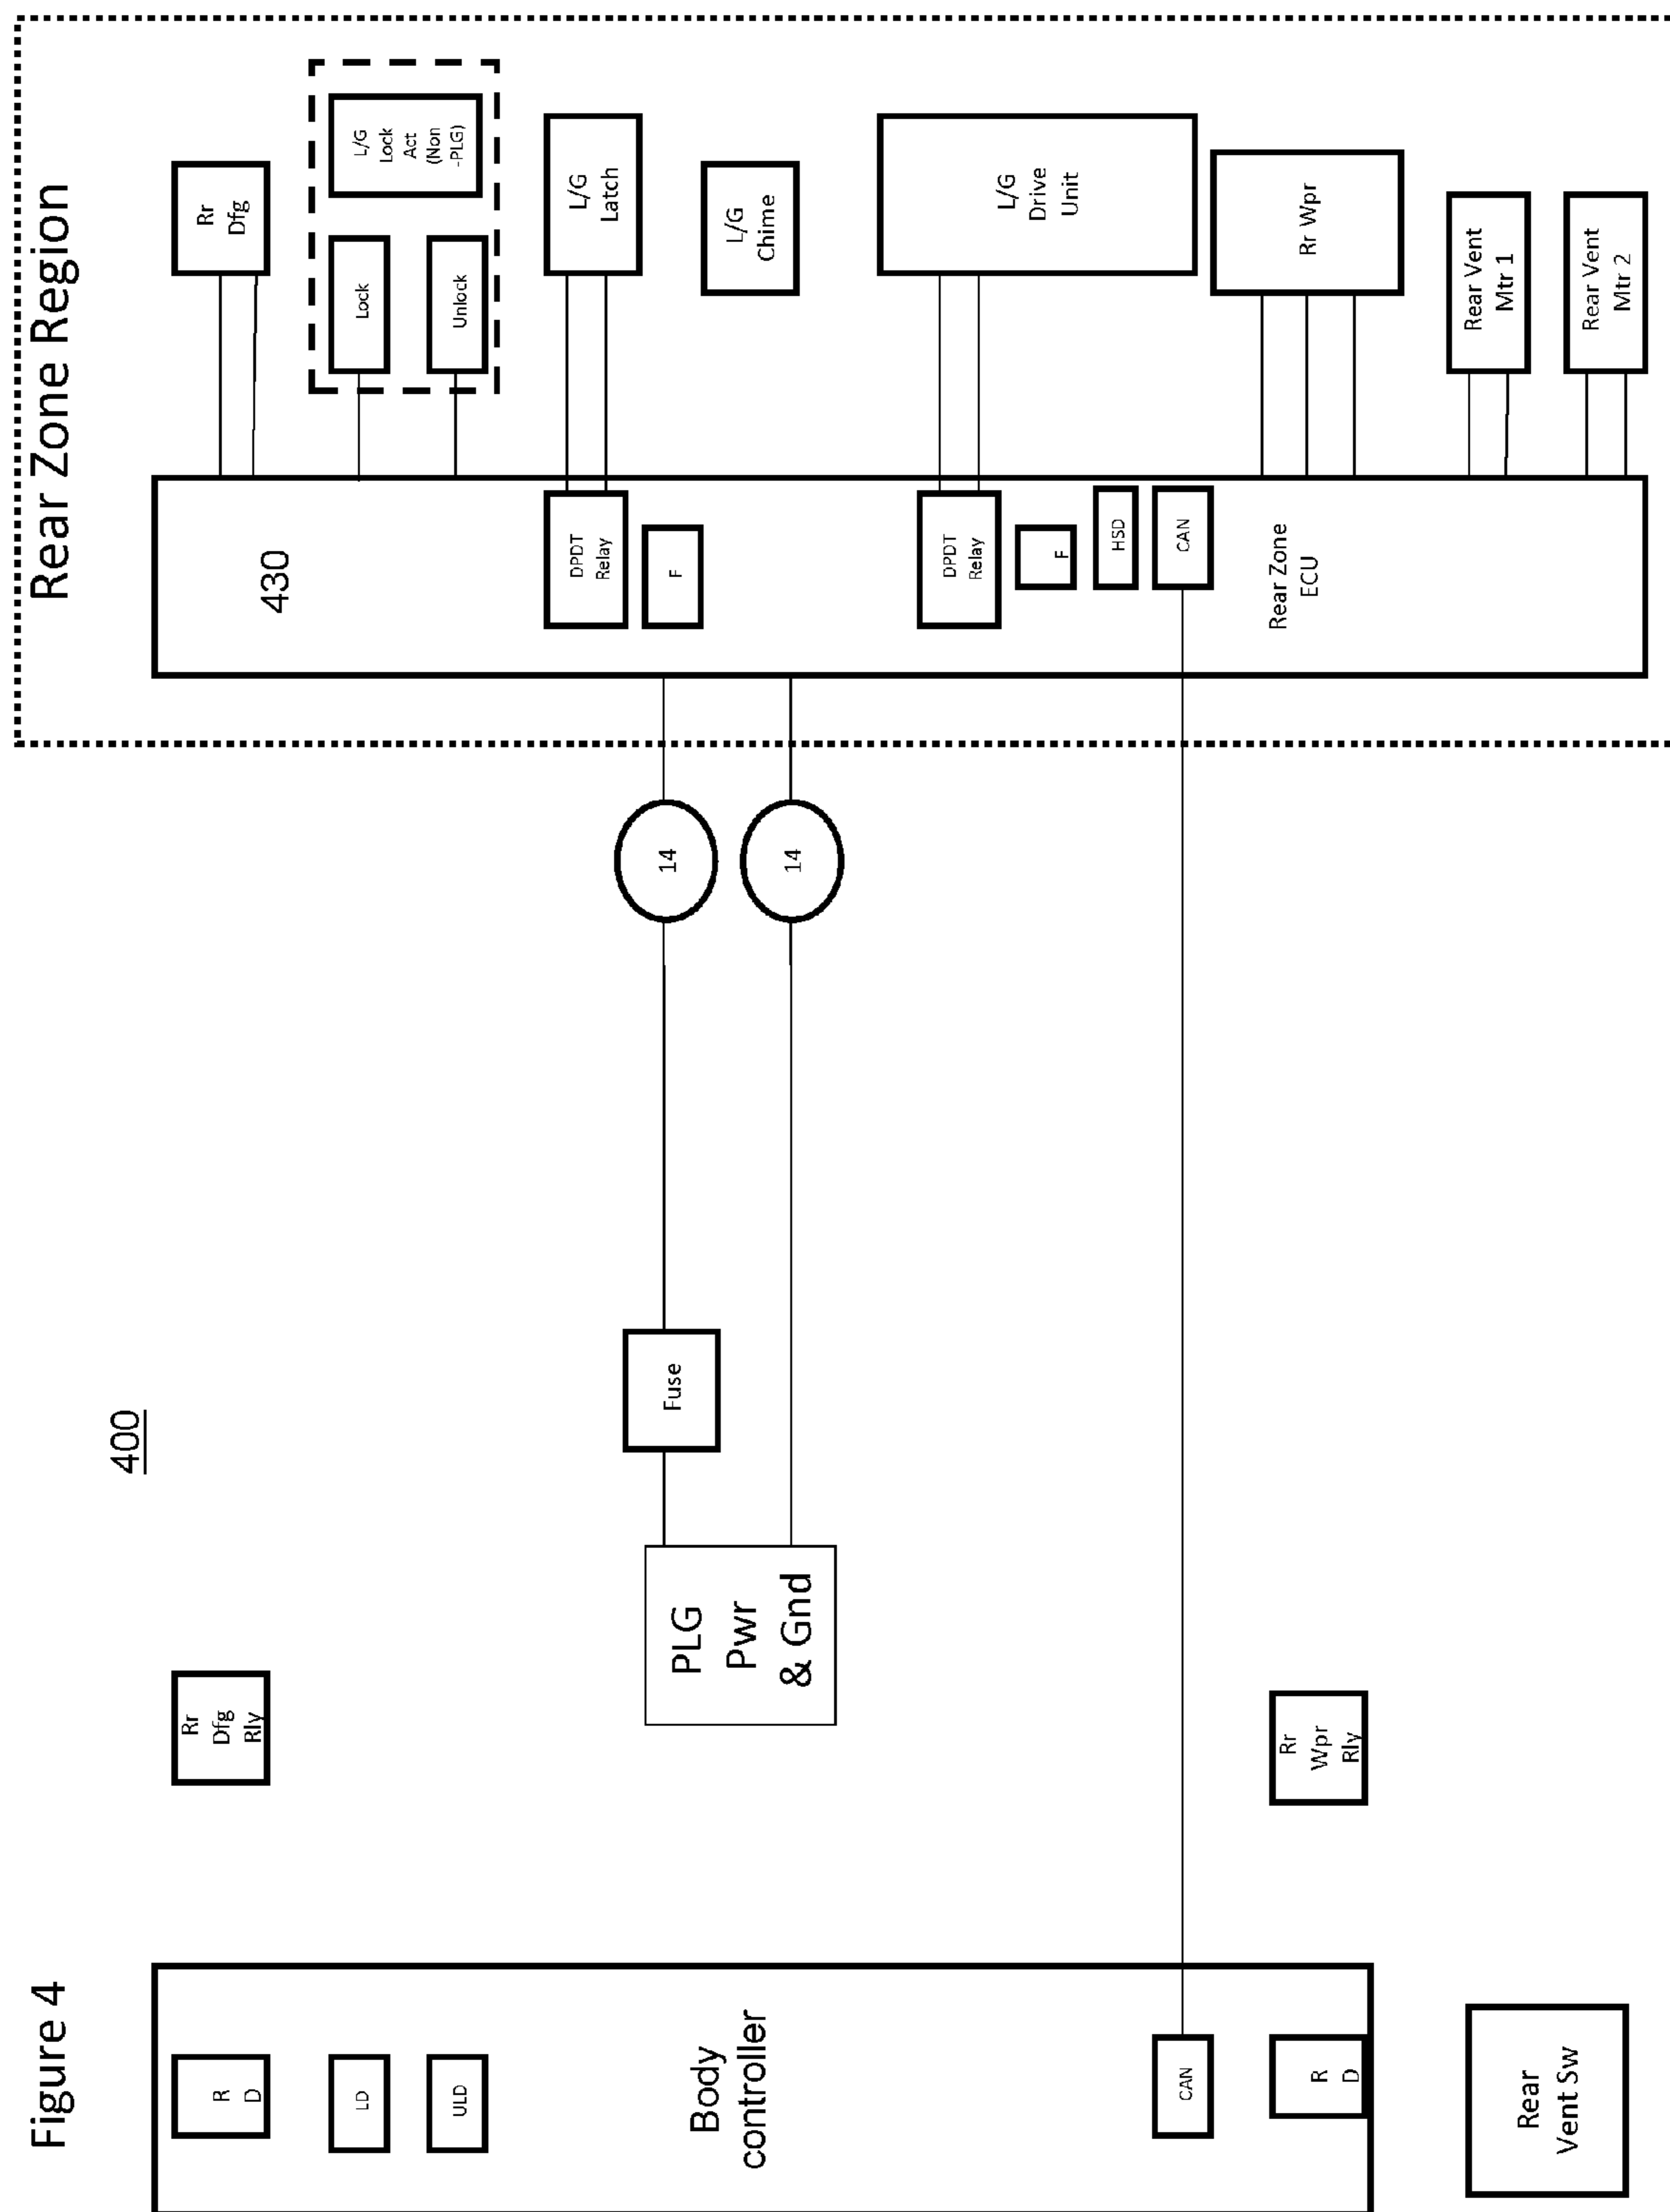 Figure 4
400
Rear Zone Region
R
D
LD
ULD
Body
controller
CAN
R
D
Rear
Vent Sw
Rr
Dfg
Rly
PLG
Pwr
& Gnd
Rr
Wpr
Rly
Fuse
14
14
430
DPDT
Relay
F
DPDT
Relay
F
HSD
CAN
Rear Zone
ECU
Rr
Dfg
Lock
Unlock
L/G
Lock
Act
(Non
-PLG)
L/G
Latch
L/G
Chime
L/G
Drive
Unit
Rr Wpr
Rear Vent
Mtr 1
Rear Vent
Mtr 2